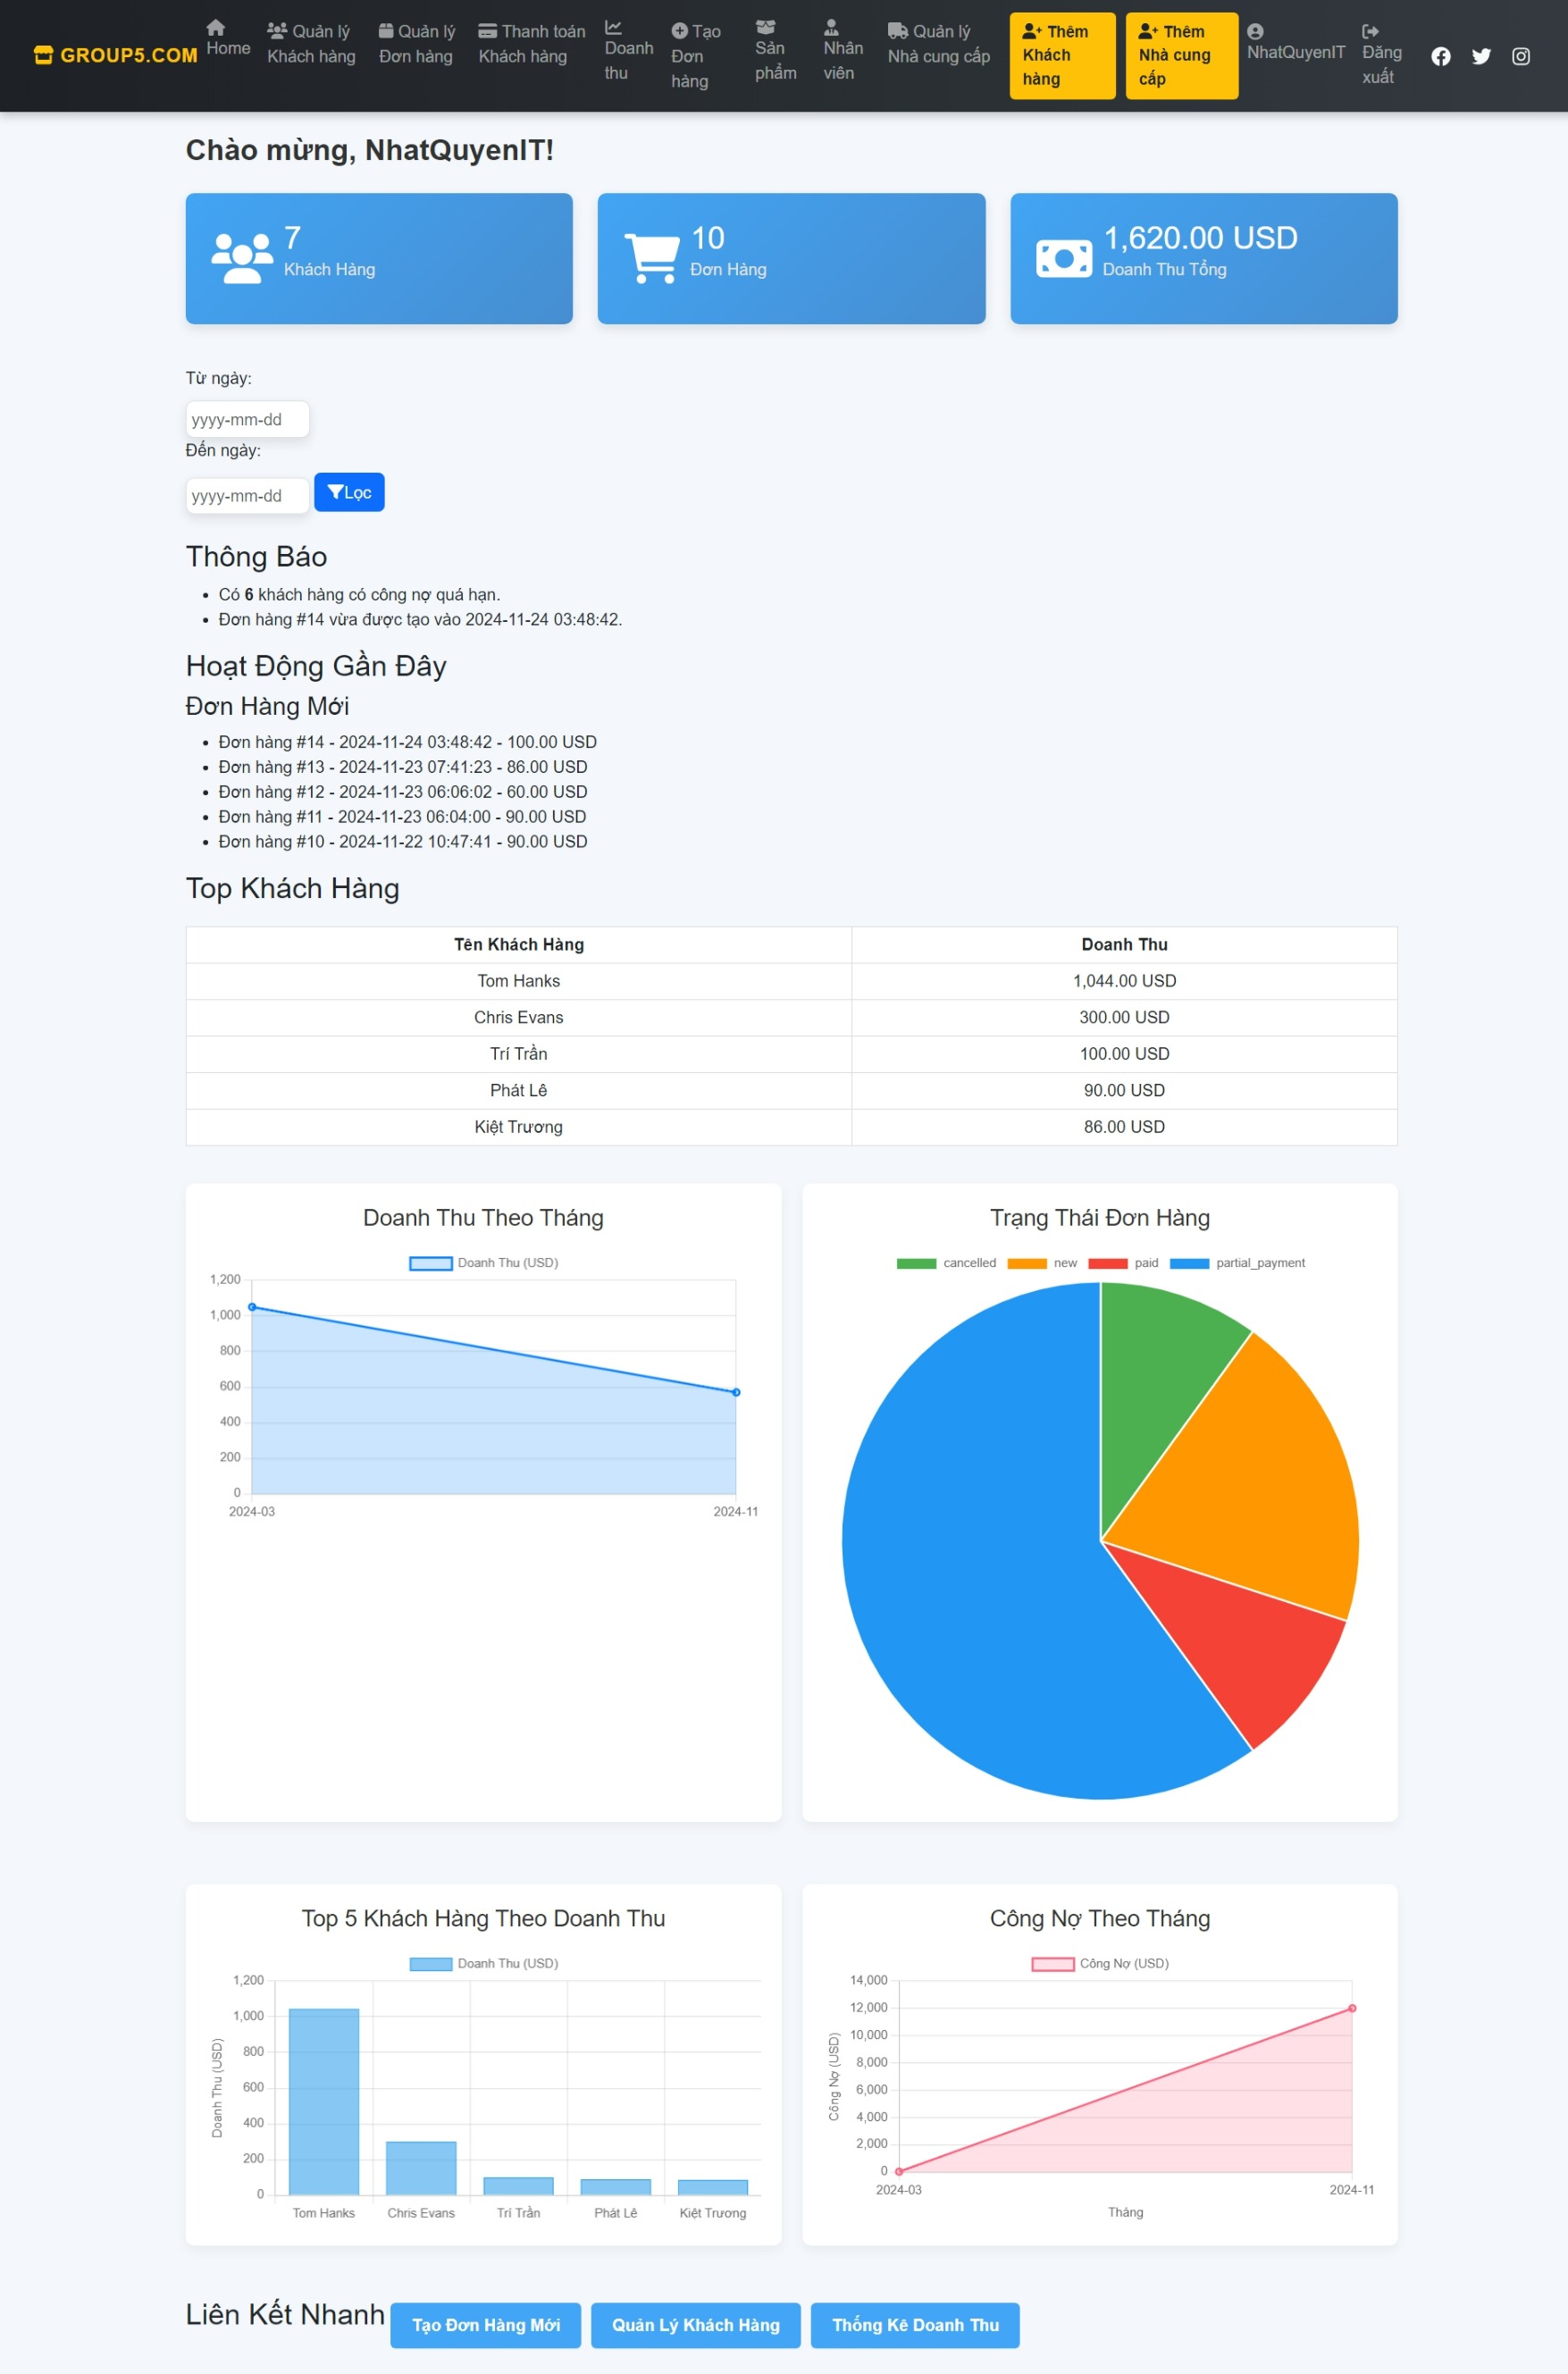 GROUP5.COM
Home
Quản lý
Khách hàng
Quản lý
Đơn hàng
Thanh toán
Khách hàng
Doanh
thu
Tạo
Đơn
hàng
Sản
phẩm
Nhân
viên
Quản lý
Nhà cung cấp
Thêm
Khách
hàng
Thêm
Nhà cung
cấp
NhatQuyenIT
Đăng
xuất
Chào mừng, NhatQuyenIT!
7
Khách Hàng
10
Đơn Hàng
1,620.00 USD
Doanh Thu Tổng
Từ ngày:
yyyy-mm-dd
Đến ngày:
yyyy-mm-dd
Lọc
Thông Báo
Có 6 khách hàng có công nợ quá hạn.
Đơn hàng #14 vừa được tạo vào 2024-11-24 03:48:42.
Hoạt Động Gần Đây
Đơn Hàng Mới
Đơn hàng #14 - 2024-11-24 03:48:42 - 100.00 USD
Đơn hàng #13 - 2024-11-23 07:41:23 - 86.00 USD
Đơn hàng #12 - 2024-11-23 06:06:02 - 60.00 USD
Đơn hàng #11 - 2024-11-23 06:04:00 - 90.00 USD
Đơn hàng #10 - 2024-11-22 10:47:41 - 90.00 USD
Top Khách Hàng
Tên Khách Hàng Doanh Thu
Tom Hanks 1,044.00 USD
Chris Evans 300.00 USD
Trí Trần 100.00 USD
Phát Lê 90.00 USD
Kiệt Trương 86.00 USD
Doanh Thu Theo Tháng
Doanh Thu (USD)
1,200
1,000
800
600
400
200
0
2024-03 2024-11
Trạng Thái Đơn Hàng
cancelled new paid partial_payment
Top 5 Khách Hàng Theo Doanh Thu
Doanh Thu (USD)
Doanh Thu (USD)
1,200
1,000
800
600
400
200
0
Tom Hanks Chris Evans Trí Trần Phát Lê Kiệt Trương
Công Nợ Theo Tháng
Công Nợ (USD)
Công Nợ (USD)
14,000
12,000
10,000
8,000
6,000
4,000
2,000
0
2024-03 2024-11
Tháng
Liên Kết Nhanh
Tạo Đơn Hàng Mới
Quản Lý Khách Hàng
Thống Kê Doanh Thu